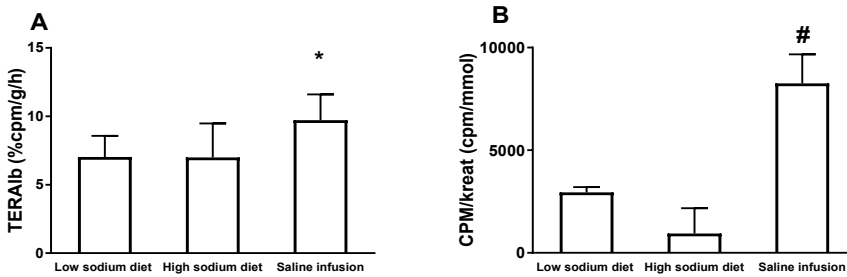 A
TERAlb (%cpm/g/h)
15
*
10
5
0
Low sodium diet High sodium diet Saline infusion
B
CPM/kreat (cpm/mmol)
10000
#
5000
0
Low sodium diet High sodium diet Saline infusion